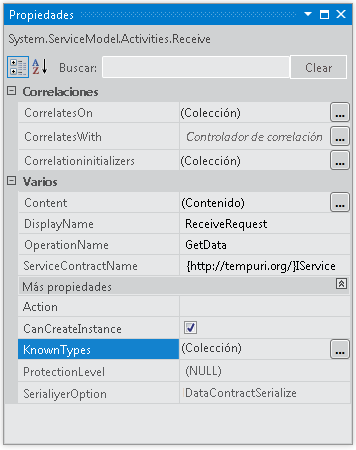 Propiedades
System.ServiceModel.Activities.Receive
A Z Buscar: Clear
Correlaciones
CorrelatesOn (Colección) ...
CorrelatesWith Controlador de correlación ...
Correlationinitializers (Colección) ...
Varios
Content (Contenido) ...
DisplayName ReceiveRequest
OperationName GetData
ServiceContractName {http://tempuri.org/}IService
Más propiedades
Action
CanCreateInstance
KnownTypes (Colección) ...
ProtectionLevel (NULL)
SerialiyerOption DataContractSerialize